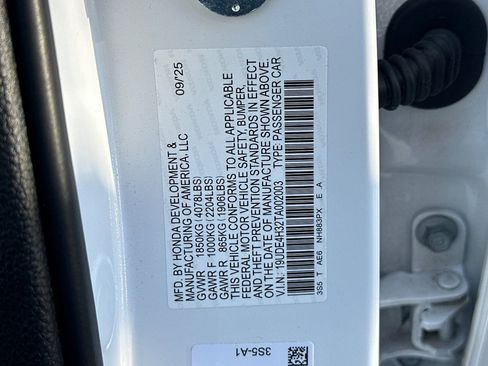 09/25
MFD. BY HONDA DEVELOPMENT &
MANUFACTURING OF AMERICA, LLC
GVWR 1850KG (4078LBS)
GAWR F 1000KG (2204LBS)
GAWR R 865KG (1906LBS)
THIS VEHICLE CONFORMS TO ALL APPLICABLE
FEDERAL MOTOR VEHICLE SAFETY, BUMPER,
AND THEFT PREVENTION STANDARDS IN EFFECT
ON THE DATE OF MANUFACTURE SHOWN ABOVE.
V.I.N.: 19UDE4H32TA002003 TYPE: PASSENGER CAR
3S5 T AE6 NH883PX E A
3S5-A1